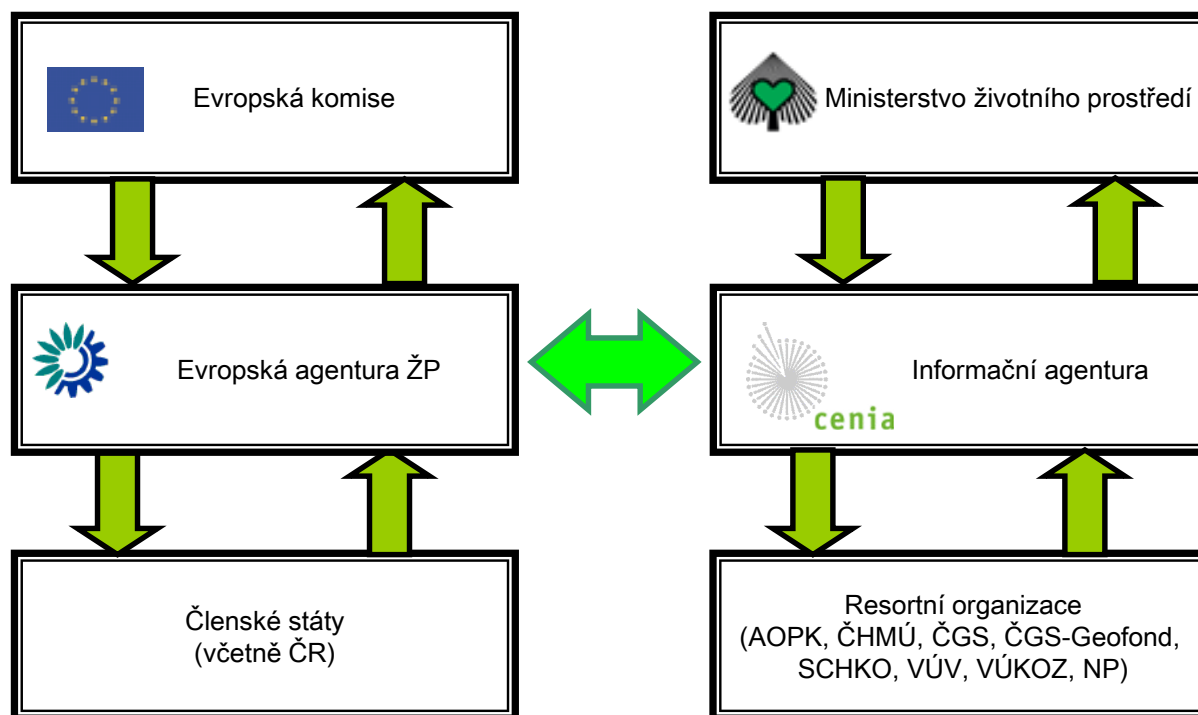 Evropská komise
Ministerstvo životního prostředí
Evropská agentura ŽP
Informační agentura
cenia
Členské státy
(včetně ČR)
Resortní organizace
(AOPK, ČHMÚ, ČGS, ČGS-Geofond,
SCHKO, VÚV, VÚKOZ, NP)